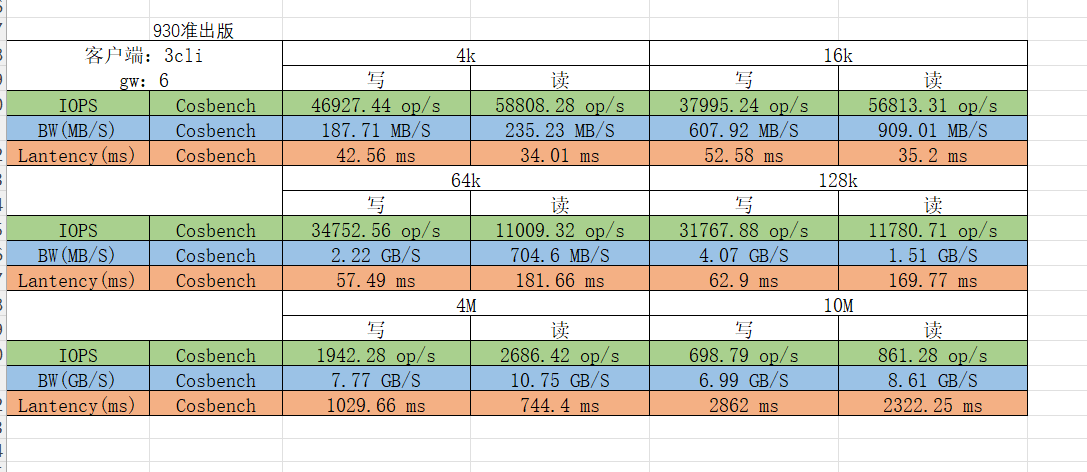 930准出版
客户端：3cli
gw：6
4k 16k
写 读 写 读
IOPS Cosbench 46927.44 op/s 58808.28 op/s 37995.24 op/s 56813.31 op/s
BW(MB/S) Cosbench 187.71 MB/S 235.23 MB/S 607.92 MB/S 909.01 MB/S
Lantency(ms) Cosbench 42.56 ms 34.01 ms 52.58 ms 35.2 ms
64k 128k
写 读 写 读
IOPS Cosbench 34752.56 op/s 11009.32 op/s 31767.88 op/s 11780.71 op/s
BW(MB/S) Cosbench 2.22 GB/S 704.6 MB/S 4.07 GB/S 1.51 GB/S
Lantency(ms) Cosbench 57.49 ms 181.66 ms 62.9 ms 169.77 ms
4M 10M
写 读 写 读
IOPS Cosbench 1942.28 op/s 2686.42 op/s 698.79 op/s 861.28 op/s
BW(GB/S) Cosbench 7.77 GB/S 10.75 GB/S 6.99 GB/S 8.61 GB/S
Lantency(ms) Cosbench 1029.66 ms 744.4 ms 2862 ms 2322.25 ms